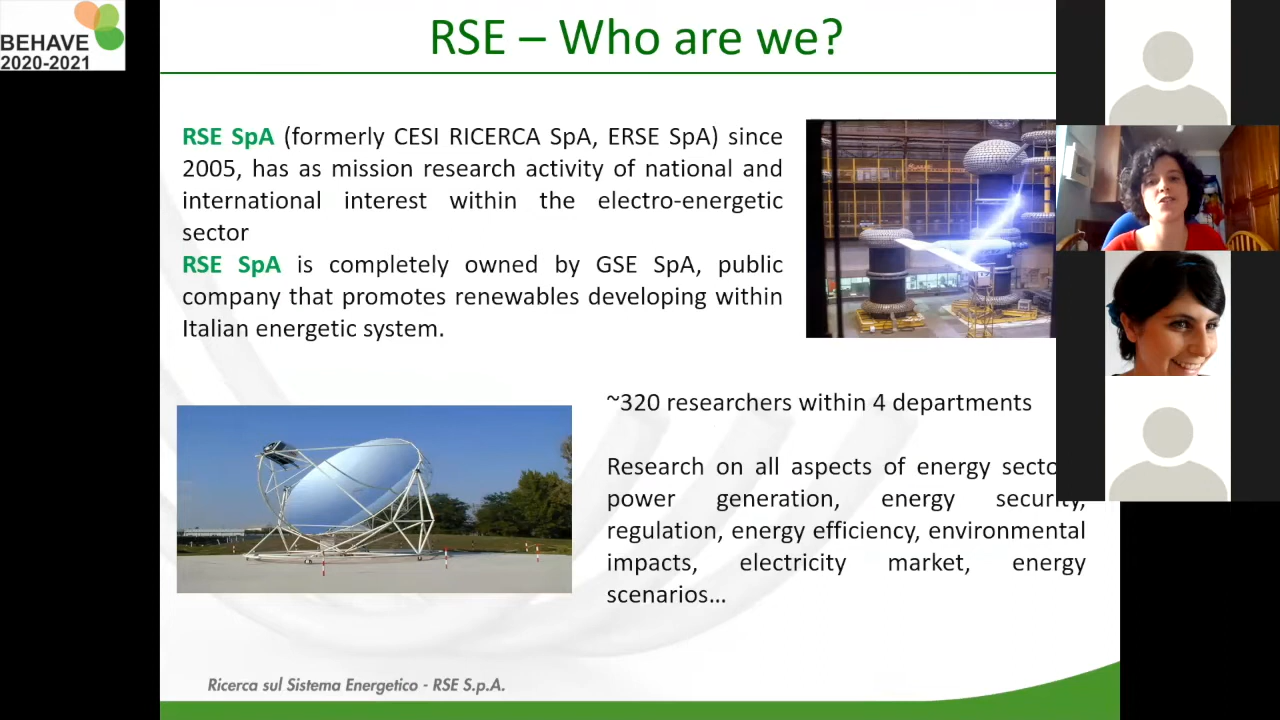 BEHAVE
2020-2021
RSE – Who are we?
RSE SpA (formerly CESI RICERCA SpA, ERSE SpA) since
2005, has as mission research activity of national and
international interest within the electro-energetic
sector
RSE SpA is completely owned by GSE SpA, public
company that promotes renewables developing within
Italian energetic system.
~320 researchers within 4 departments
Research on all aspects of energy
power generation, energy security,
regulation, energy efficiency, environmental
impacts, electricity market, energy
scenarios...
Ricerca sul Sistema Energetico - RSE S.p.A.